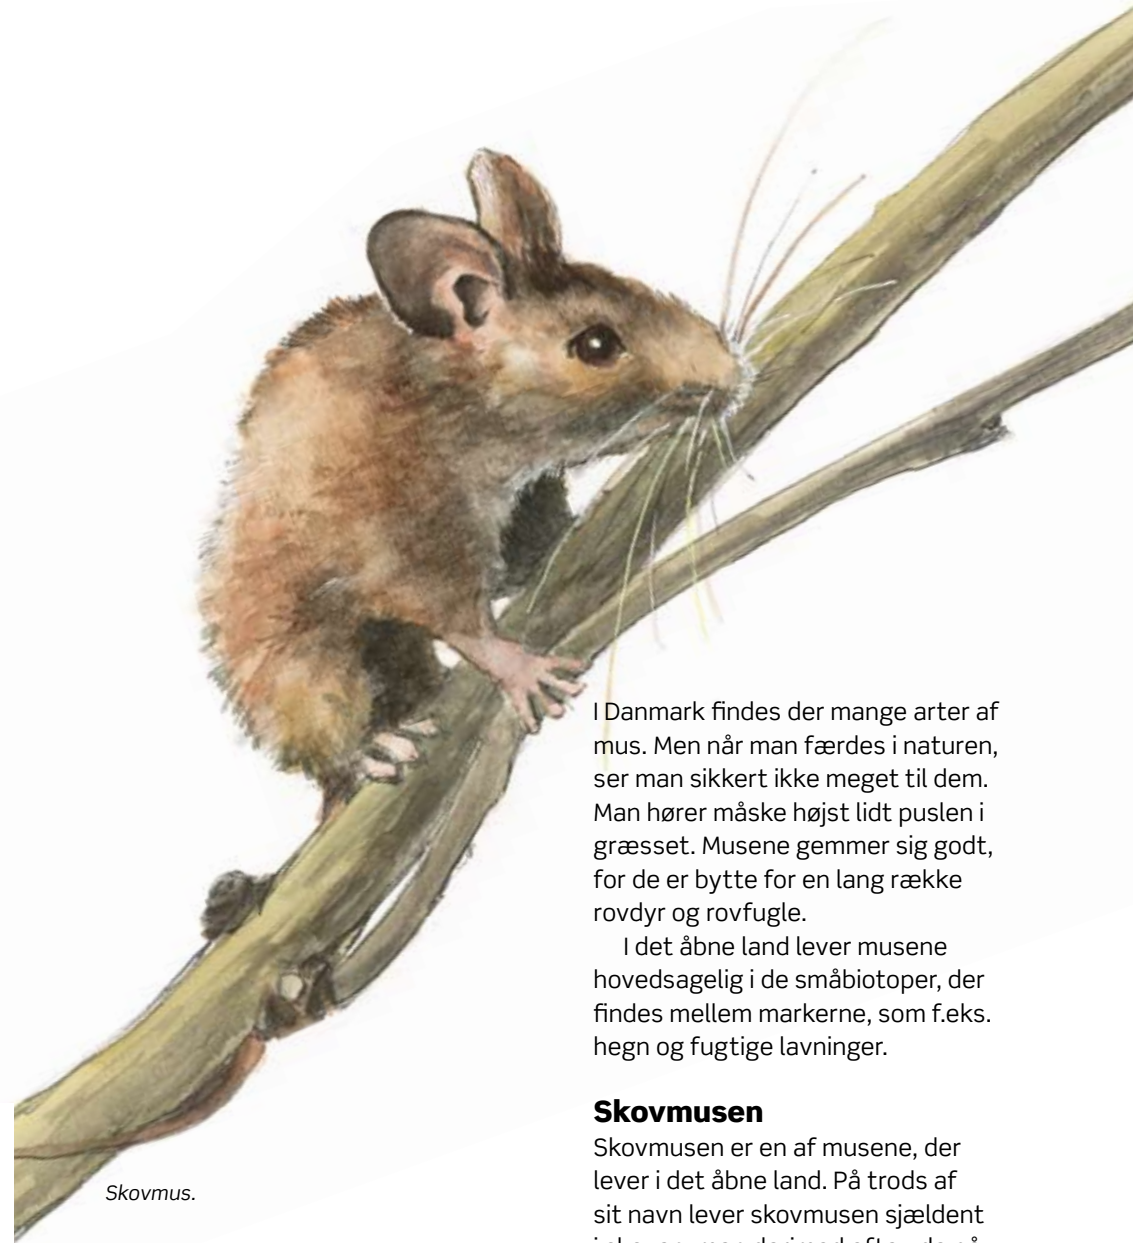 I Danmark findes der mange arter af
mus. Men når man færdes i naturen,
ser man sikkert ikke meget til dem.
Man hører måske højst lidt puslen i
græsset. Musene gemmer sig godt,
for de er bytte for en lang række
rovdyr og rovfugle.
I det åbne land lever musene
hovedsagelig i de småbiotoper, der
findes mellem markerne, som f.eks.
hegn og fugtige lavninger.
Skovmusen
Skovmusen er en af musene, der
lever i det åbne land. På trods af
sit navn lever skovmusen sjældent
Skovmus.